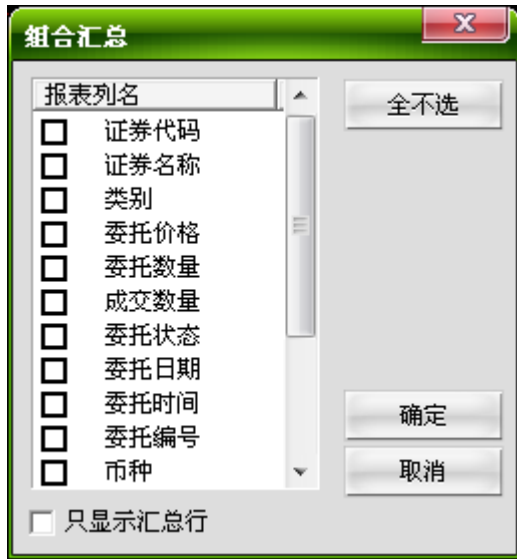 组合汇总
报表列名
全不选
证券代码
证券名称
类别
委托价格
委托数量
成交数量
委托状态
委托日期
委托时间
委托编号
币种
确定
取消
只显示汇总行